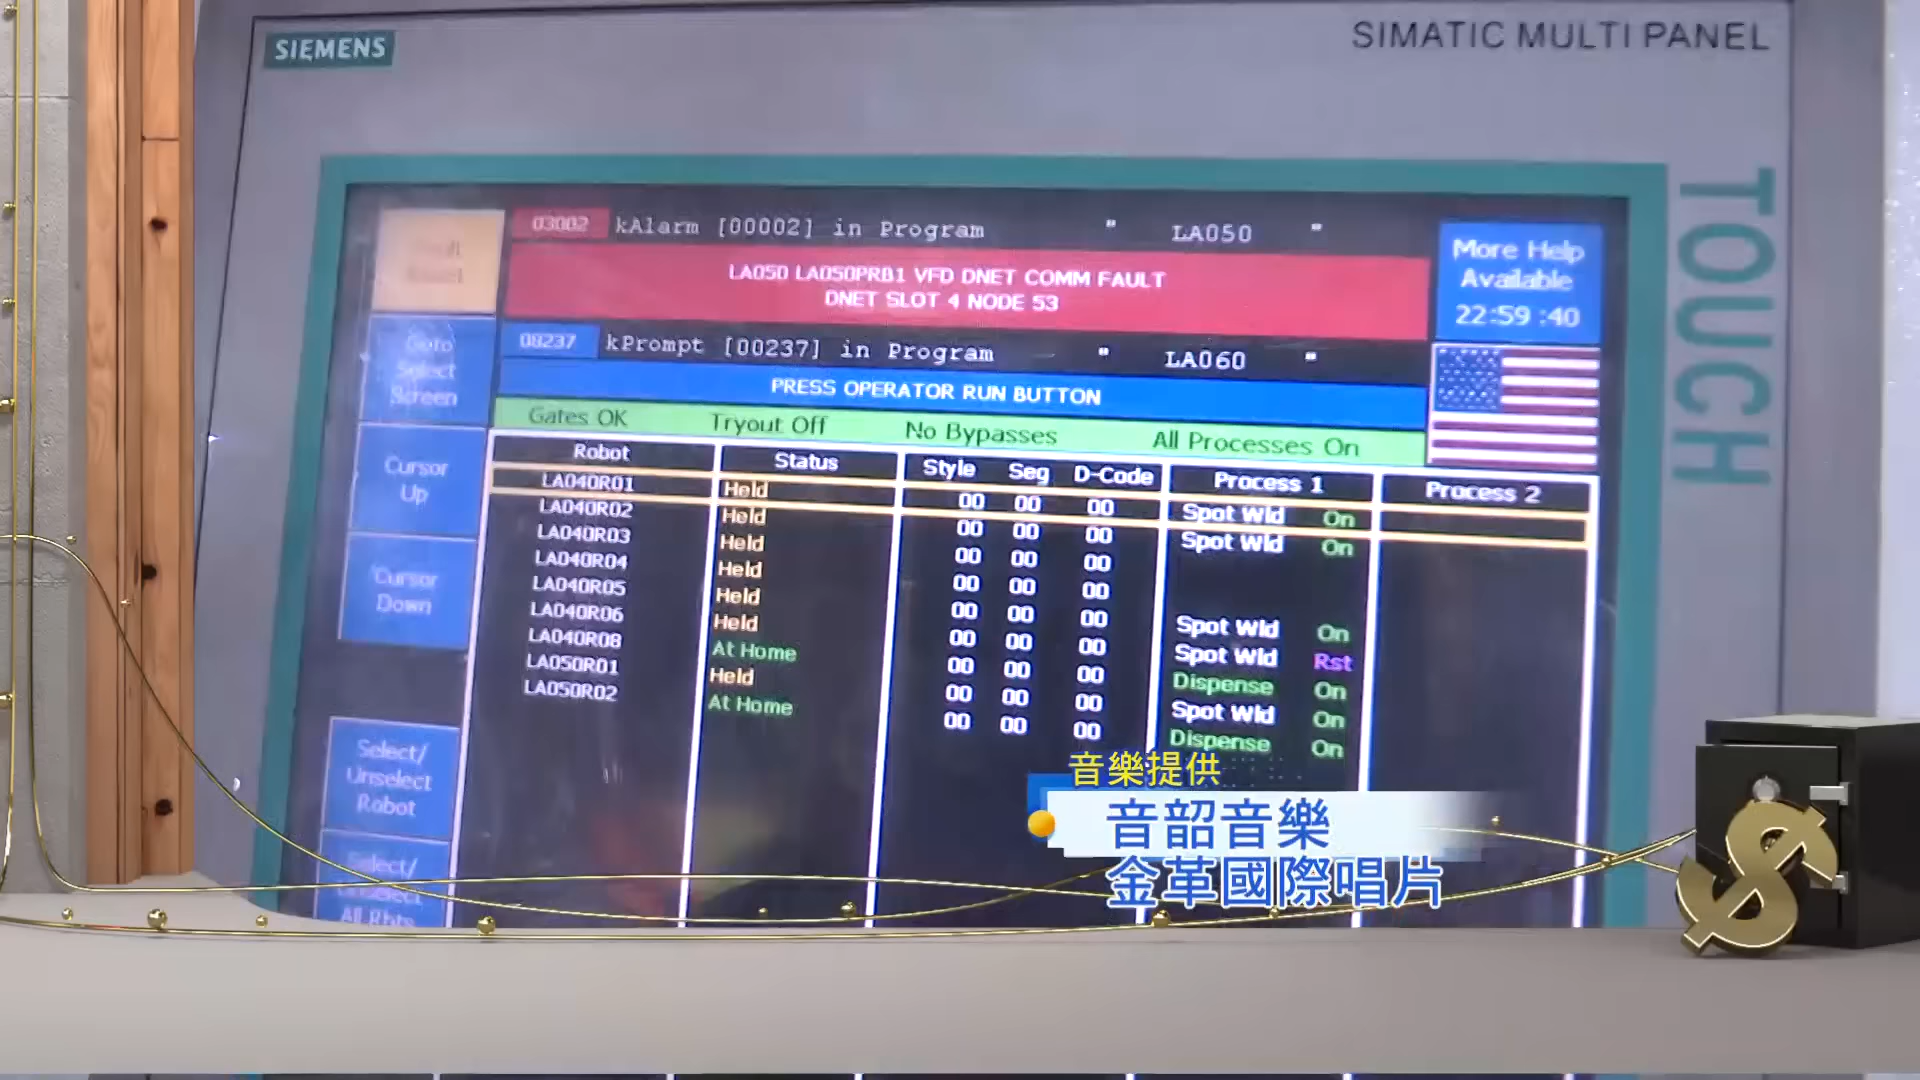 SIEMENS
SIMATIC MULTI PANEL
TOUCH
03002 kAlarm [00002] in Program " LA050 "
LA050 LA050PRB1 VFD DNET COMM FAULT
DNET SLOT 4 NODE 53
More Help
Available
22:59 :40
08237 kPrompt [00237] in Program " LA060 "
PRESS OPERATOR RUN BUTTON
Gates OK Tryout Off No Bypasses All Processes On
Goto
Select
Screen
Cursor
Up
Cursor
Down
Select/
Unselect
Robot
Select/
Unselect
All Rbts
Robot Status Style Seg D-Code Process 1 Process 2
LA040R01 Held 00 00 00 Spot Wld On
LA040R02 Held 00 00 00 Spot Wld On
LA040R03 Held 00 00 00
LA040R04 Held 00 00 00
LA040R05 Held 00 00 00 Spot Wld On
LA040R06 Held 00 00 00 Spot Wld Rst
LA040R08 At Home 00 00 00 Dispense On
LA050R01 Held 00 00 00 Spot Wld On
LA050R02 At Home 00 00 00 Dispense On
音樂提供
音韶音樂
金革國際唱片